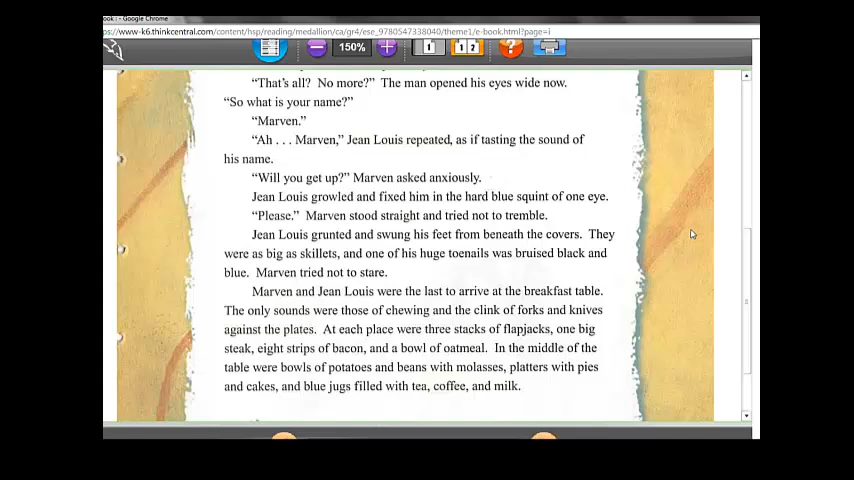 ook : - Google Chrome
ps://www-k6.thinkcentral.com/content/hsp/reading/medallion/ca/gr4/ese_9780547338040/theme1/e-book.html?page=i
150% 1 1 2 ?
"That's all? No more?" The man opened his eyes wide now.
"So what is your name?"
"Marven."
"Ah . . . Marven," Jean Louis repeated, as if tasting the sound of
his name.
"Will you get up?" Marven asked anxiously.
Jean Louis growled and fixed him in the hard blue squint of one eye.
"Please." Marven stood straight and tried not to tremble.
Jean Louis grunted and swung his feet from beneath the covers. They
were as big as skillets, and one of his huge toenails was bruised black and
blue. Marven tried not to stare.
Marven and Jean Louis were the last to arrive at the breakfast table.
The only sounds were those of chewing and the clink of forks and knives
against the plates. At each place were three stacks of flapjacks, one big
steak, eight strips of bacon, and a bowl of oatmeal. In the middle of the
table were bowls of potatoes and beans with molasses, platters with pies
and cakes, and blue jugs filled with tea, coffee, and milk.